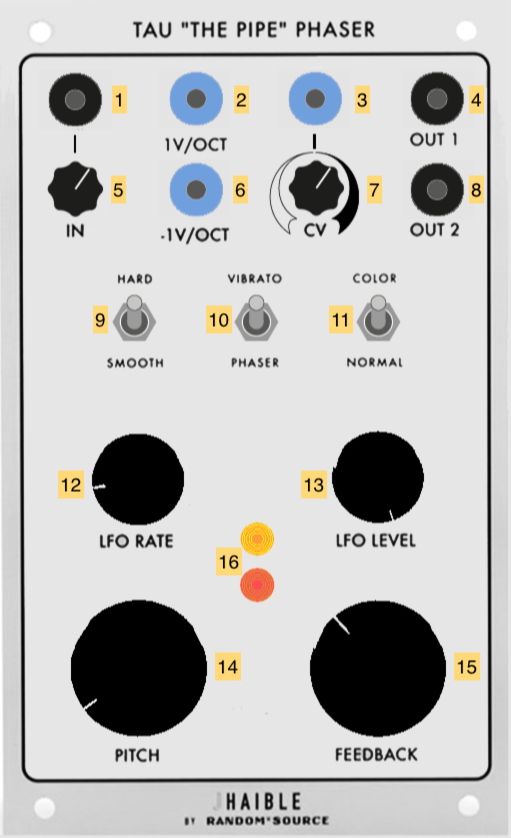 TAU "THE PIPE" PHASER
1
2
3
4
1V/OCT
OUT 1
5
6
7
8
IN
-1V/OCT
CV
OUT 2
HARD
VIBRATO
COLOR
9
10
11
SMOOTH
PHASER
NORMAL
12
13
LFO RATE
LFO LEVEL
16
14
15
PITCH
FEEDBACK
JHAIBLE
BY RANDOM*SOURCE